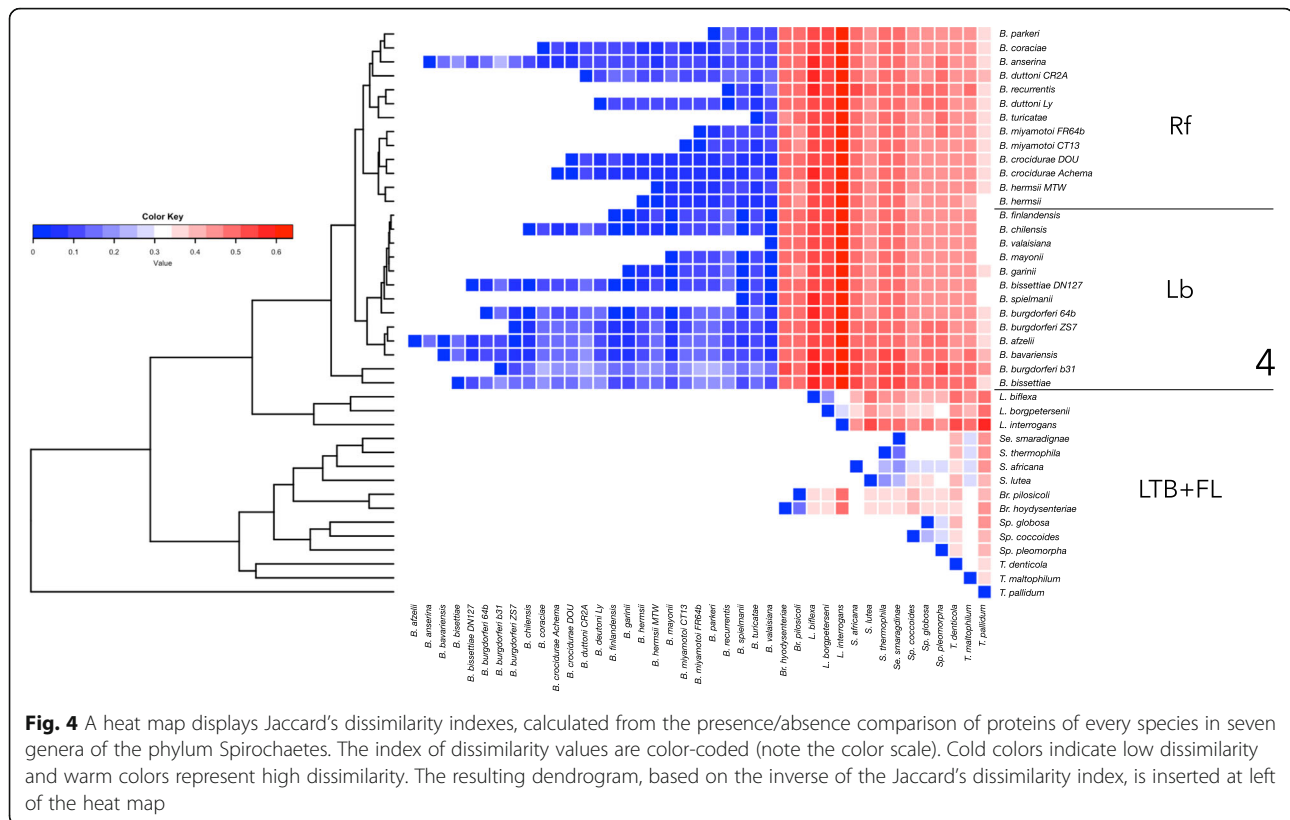 B. parkeri
B. coraciae
B. anserina
B. duttoni CR2A
B. recurrentis
B. duttoni Ly
B. turicatae
B. miyamotoi FR64b
B. miyamotoi CT13
B. crocidurae DOU
B. crocidurae Achema
B. hermsii MTW
B. hermsii
B. finlandensis
B. chilensis
B. valaisiana
B. mayonii
B. garinii
B. bissettiae DN127
B. spielmanii
B. burgdorferi 64b
B. burgdorferi ZS7
B. afzelii
B. bavariensis
B. burgdorferi b31
B. bissettiae
L. biflexa
L. borgpetersenii
L. interrogans
Se. smaradignae
S. thermophila
S. africana
S. lutea
Br. pilosicoli
Br. hoydysenteriae
Sp. globosa
Sp. coccoides
Sp. pleomorpha
T. denticola
T. maltophilum
T. pallidum
Rf
Lb
4
LTB+FL
Color Key
0 0.1 0.2 0.3 0.4 0.5 0.6
Value
B. afzelii
B. anserina
B. bavariensis
B. bisettiae
B. bissettiae DN127
B. burgdorferi 64b
B. burgdorferi b31
B. burgdorferi ZS7
B. chilensis
B. coraciae
B. crocidurae Achema
B. crocidurae DOU
B. duttoni CR2A
B. deutoni Ly
B. finlandensis
B. garinii
B. hermsii
B. hermsi MTW
B. mayonii
B. miyamotoi CT13
B. miyamotoi FR64b
B. parkeri
B. recurrentis
B. spielmanii
B. turicatae
B. valaisana
Br. hyodysenteriae
Br. pilosicoli
L. biflexa
L. borgpeterseni
L. interrogans
S. africana
S. lutea
S. thermophila
Se. smaragdinae
Sp. coccoides
Sp. globosa
Sp. pleomorpha
T. denticola
T. maltophilum
T. pallidum
Fig. 4 A heat map displays Jaccard's dissimilarity indexes, calculated from the presence/absence comparison of proteins of every species in seven
genera of the phylum Spirochaetes. The index of dissimilarity values are color-coded (note the color scale). Cold colors indicate low dissimilarity
and warm colors represent high dissimilarity. The resulting dendrogram, based on the inverse of the Jaccard's dissimilarity index, is inserted at left
of the heat map